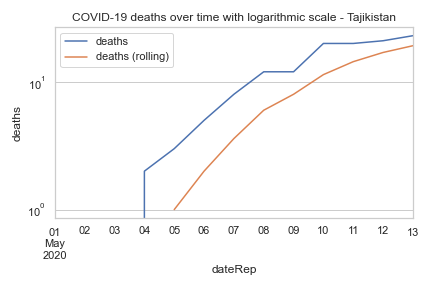 COVID-19 deaths over time with logarithmic scale - Tajikistan
deaths
deaths (rolling)
deaths
10¹
10⁰
01 02 03 04 05 06 07 08 09 10 11 12 13
May
2020
dateRep